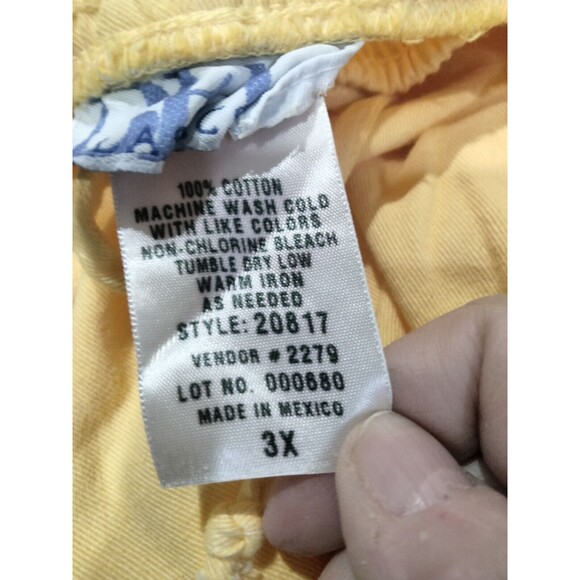 100% COTTON
MACHINE WASH COLD
WITH LIKE COLORS
NON-CHLORINE BLEACH
TUMBLE DRY LOW
WARM IRON
AS NEEDED
STYLE: 20817
VENDOR # 2279
LOT NO. 000680
MADE IN MEXICO
3X